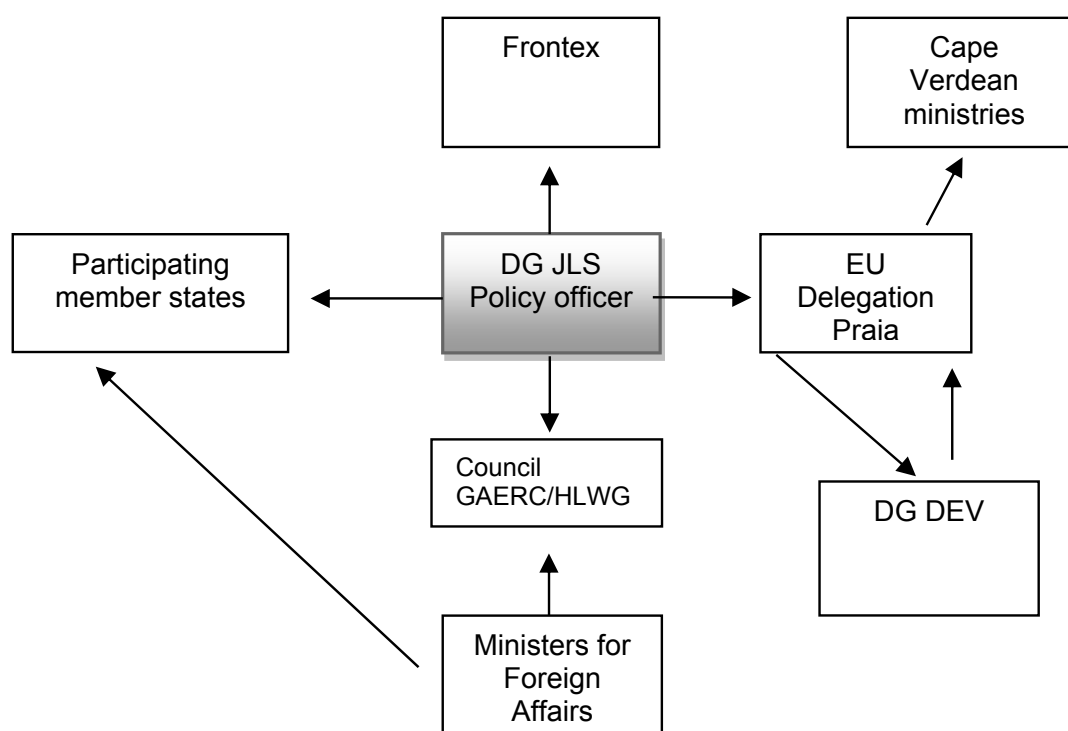 Frontex
Cape
Verdean
ministries
Participating
member states
DG JLS
Policy officer
EU
Delegation
Praia
Council
GAERC/HLWG
DG DEV
Ministers for
Foreign
Affairs